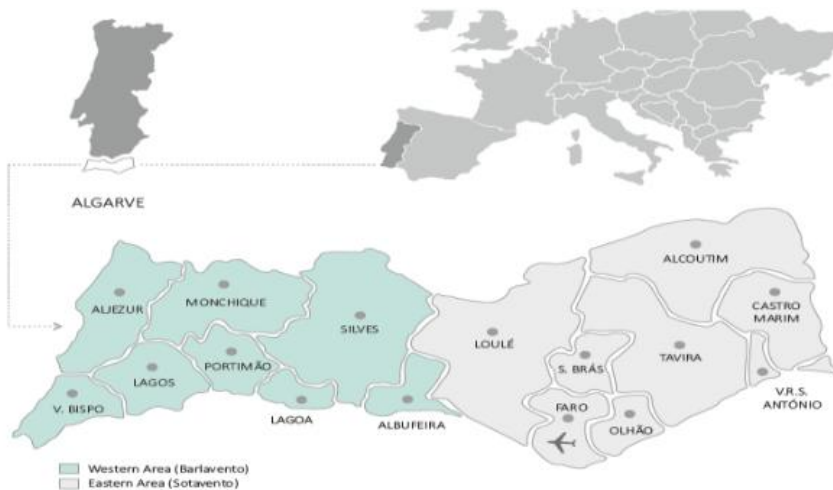 ALGARVE
ALCOUTIM
ALJEZUR
MONCHIQUE
CASTRO
MARIM
SILVES
LOULÉ
TAVIRA
PORTIMÃO
S. BRÁS
LAGOS
V. BISPO
LAGOA
ALBUFEIRA
FARO
OLHÃO
V.R.S.
ANTÓNIO
Western Area (Barlavento)
Eastern Area (Sotavento)